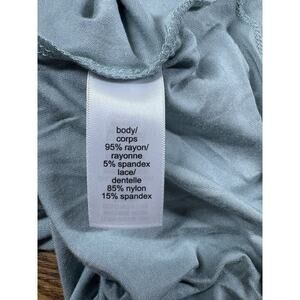 body/
corps
95% rayon/
rayonne
5% spandex
lace/
dentelle
85% nylon
15% spandex